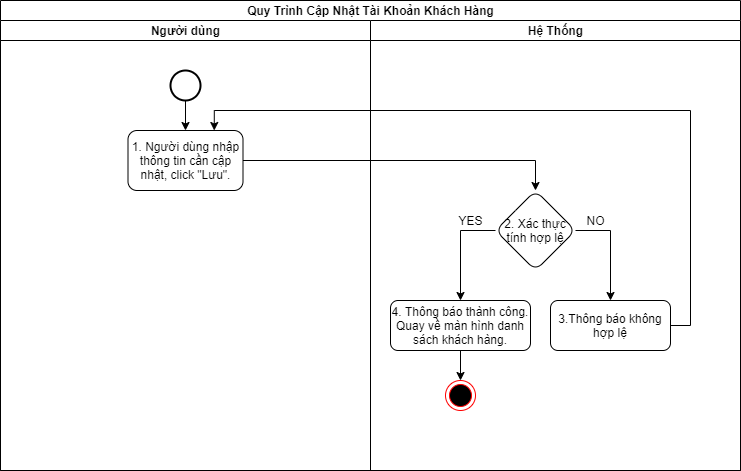 Quy Trình Cập Nhật Tài Khoản Khách Hàng
Người dùng
Hệ Thống
1. Người dùng nhập
thông tin cần cập
nhật, click "Lưu".
2. Xác thực
tính hợp lệ
YES
NO
4. Thông báo thành công.
Quay về màn hình danh
sách khách hàng.
3.Thông báo không
hợp lệ